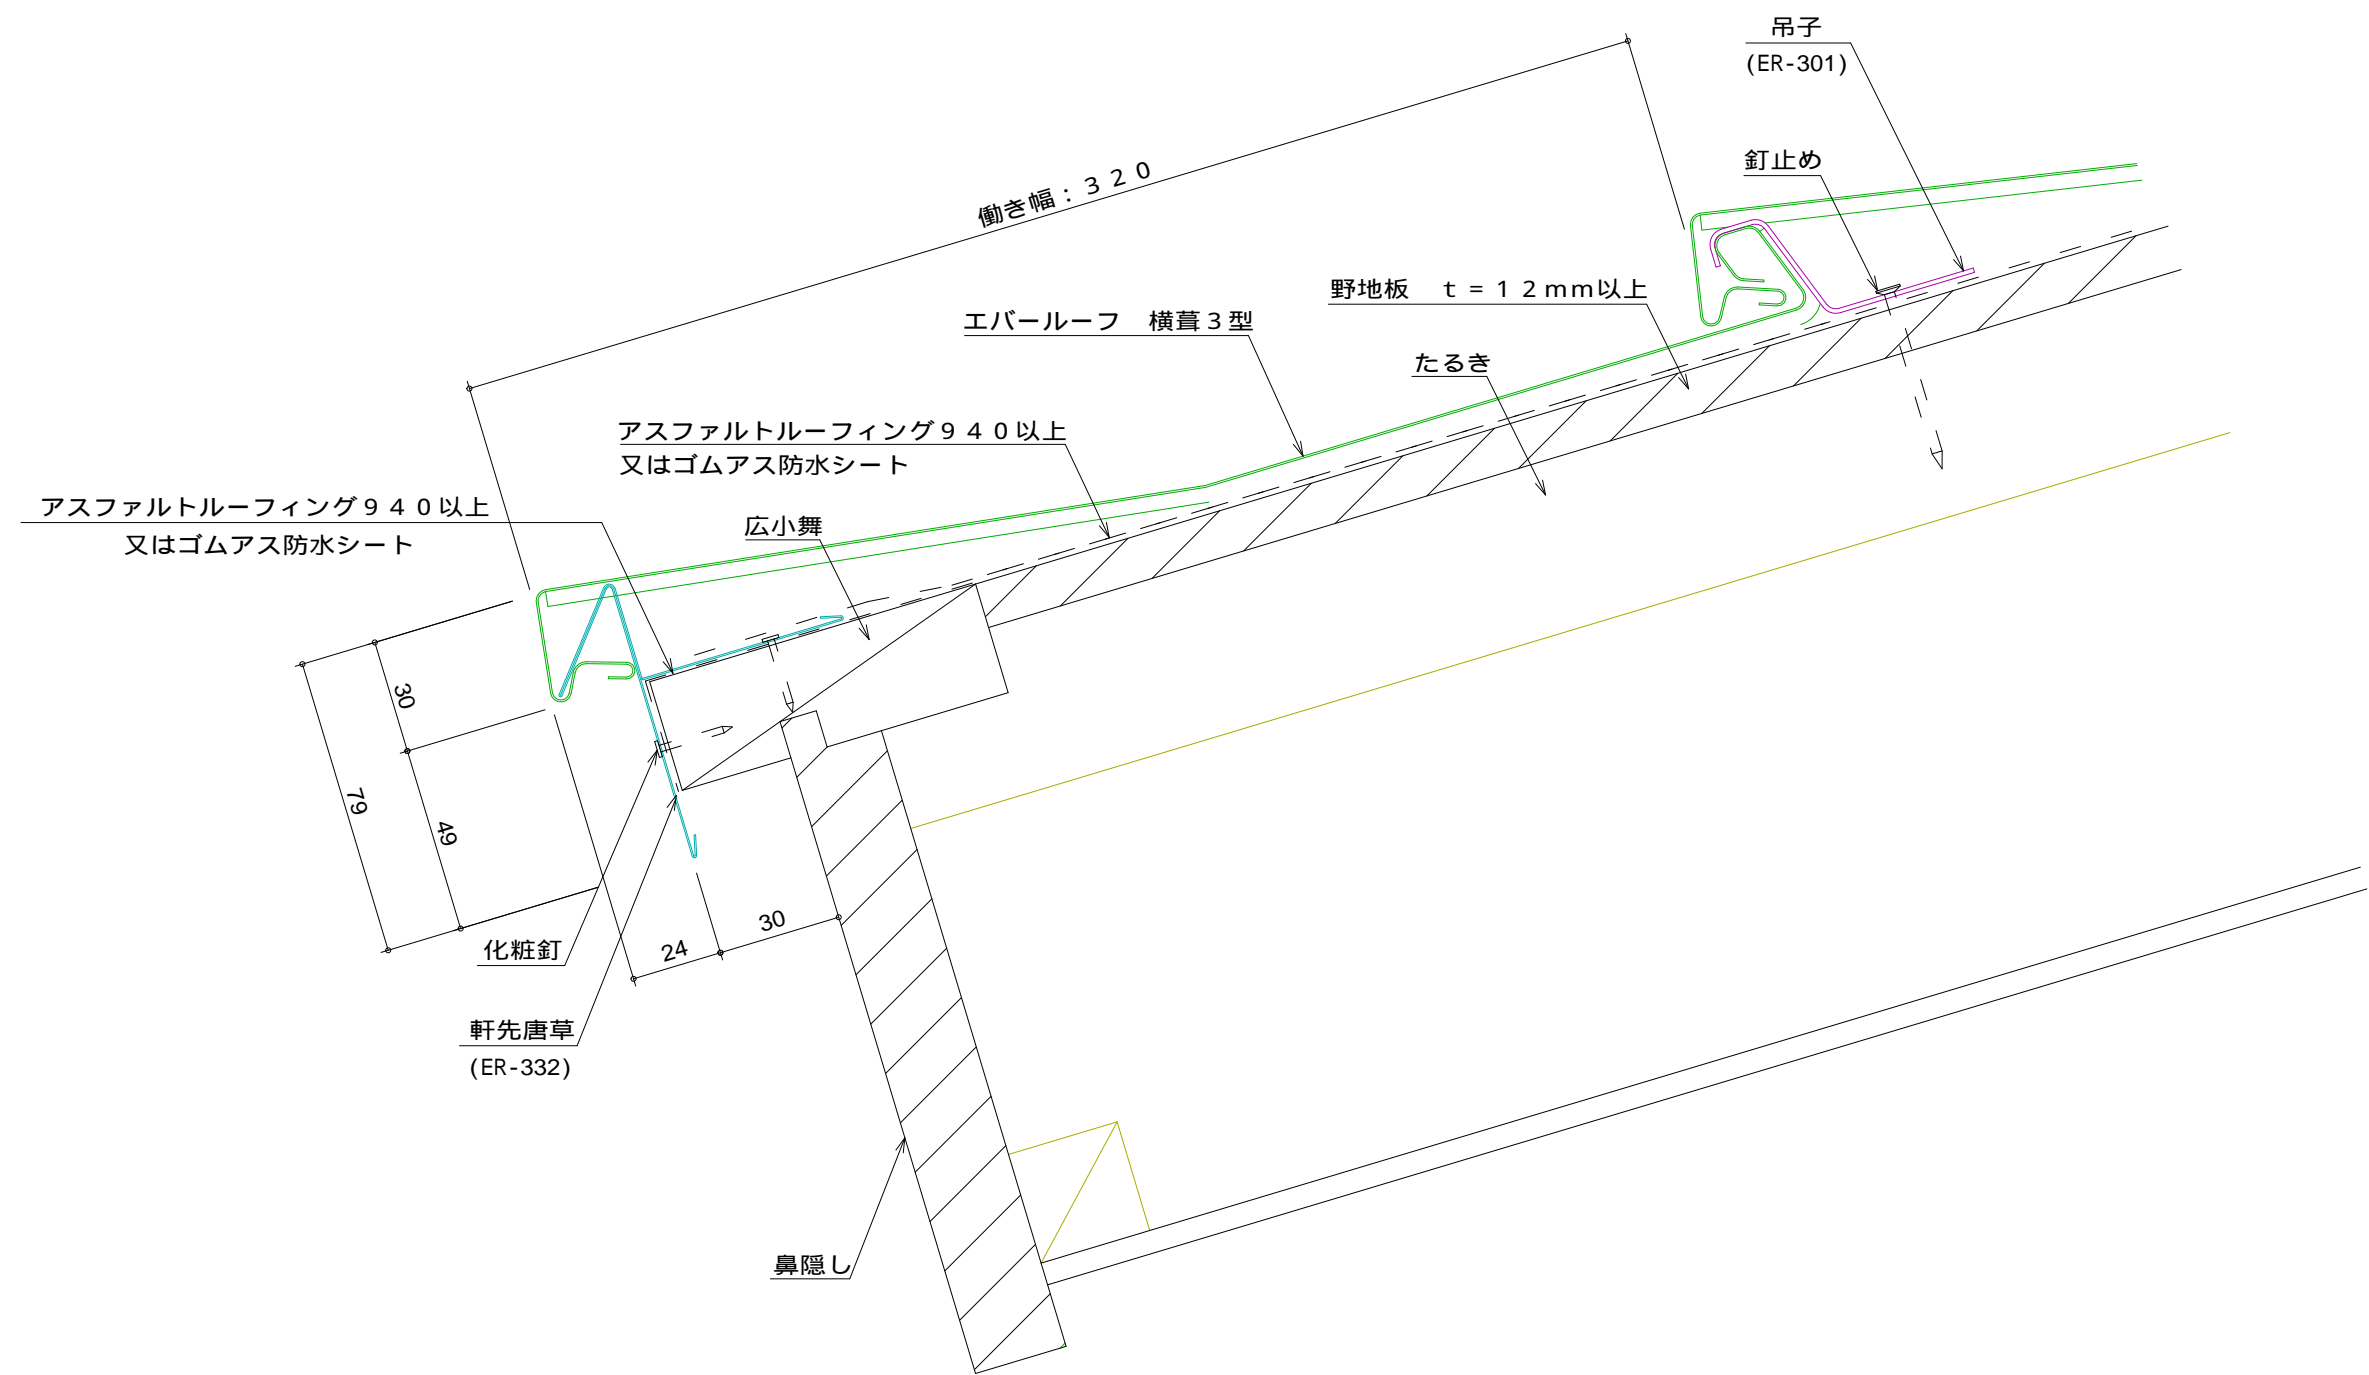 吊子
(ER-301)
釘止め
働き幅：３２０
野地板　ｔ＝１２ｍｍ以上
エバールーフ　横葺３型
たるき
アスファルトルーフィング９４０以上
又はゴムアス防水シート
アスファルトルーフィング９４０以上
又はゴムアス防水シート
広小舞
30
79
49
30
24
化粧釘
軒先唐草
(ER-332)
鼻隠し